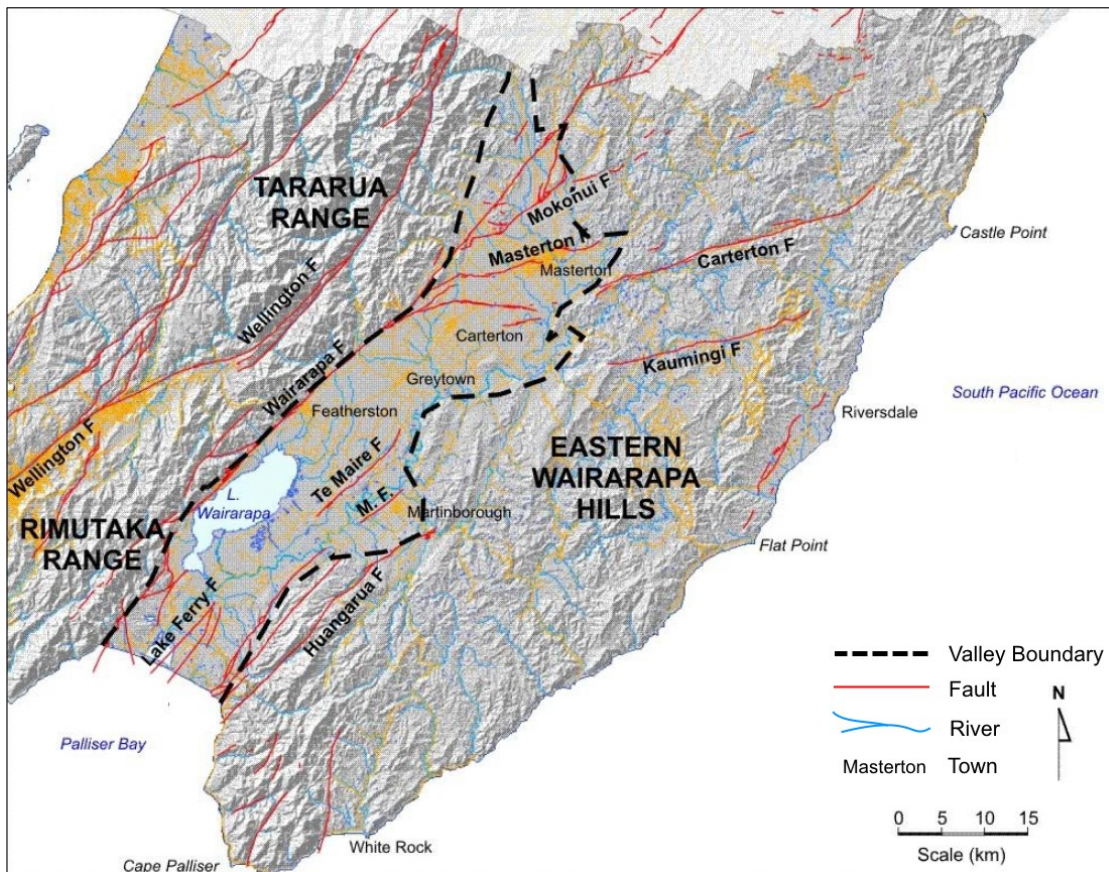 TARARUA
RANGE
Mokonui F
Masterton F
Masterton
Carterton F
Castle Point
Wellington F
Wairarapa F
Carterton
Kaumingi F
Greytown
Featherston
South Pacific Ocean
Riversdale
Wellington F
Te Maire F
M. F.
EASTERN
WAIRARAPA
HILLS
L.
Wairarapa
Martinborough
RIMUTAKA
RANGE
Flat Point
Lake Ferry F
Huangarua F
Palliser Bay
White Rock
Cape Palliser
Valley Boundary
Fault
River
Masterton Town
N
0 5 10 15
Scale (km)